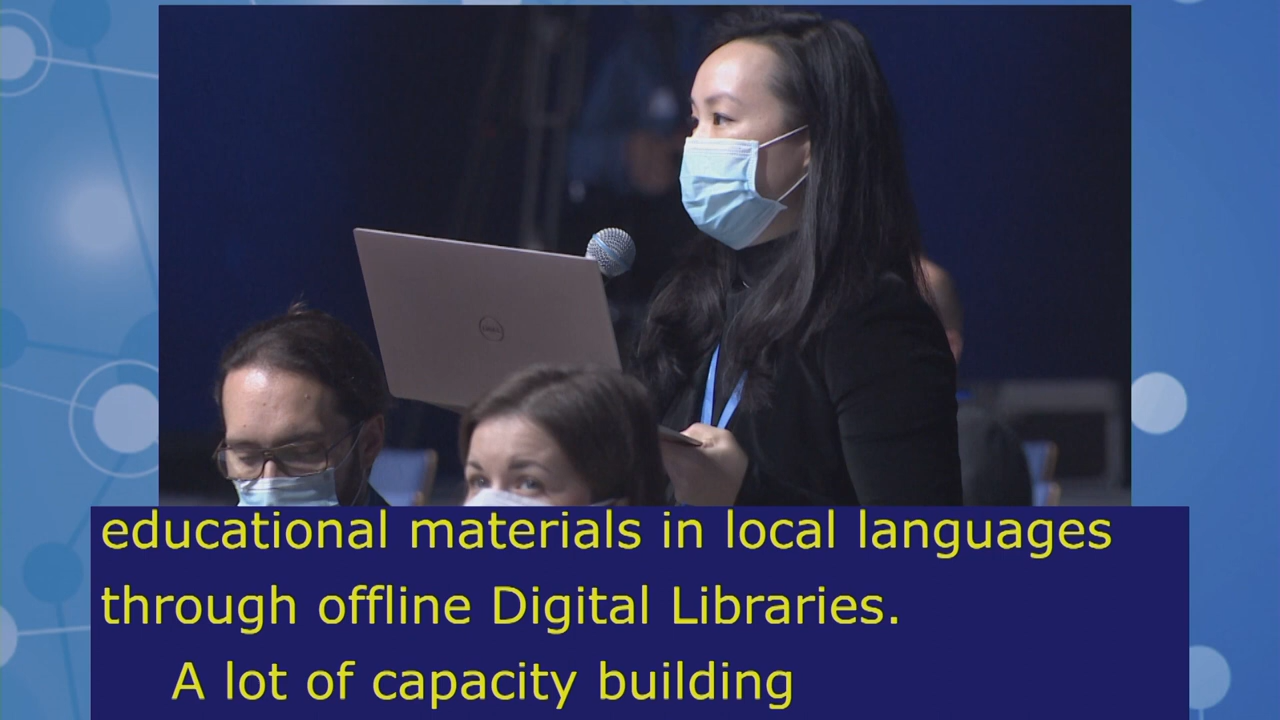 DELL
educational materials in local languages
through offline Digital Libraries.
A lot of capacity building